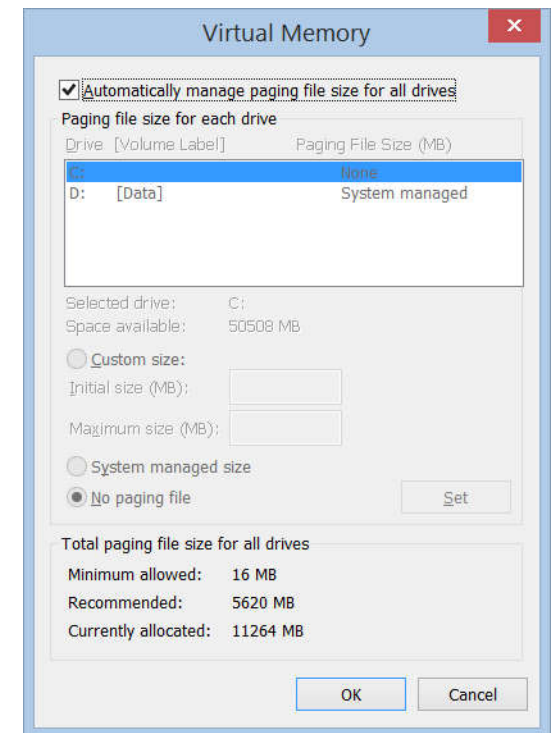 Virtual Memory
Automatically manage paging file size for all drives
Paging file size for each drive
Drive [Volume Label] Paging File Size (MB)
C: None
D: [Data] System managed
Selected drive: C:
Space available: 50508 MB
Custom size:
Initial size (MB):
Maximum size (MB):
System managed size
No paging file Set
Total paging file size for all drives
Minimum allowed: 16 MB
Recommended: 5620 MB
Currently allocated: 11264 MB
OK Cancel